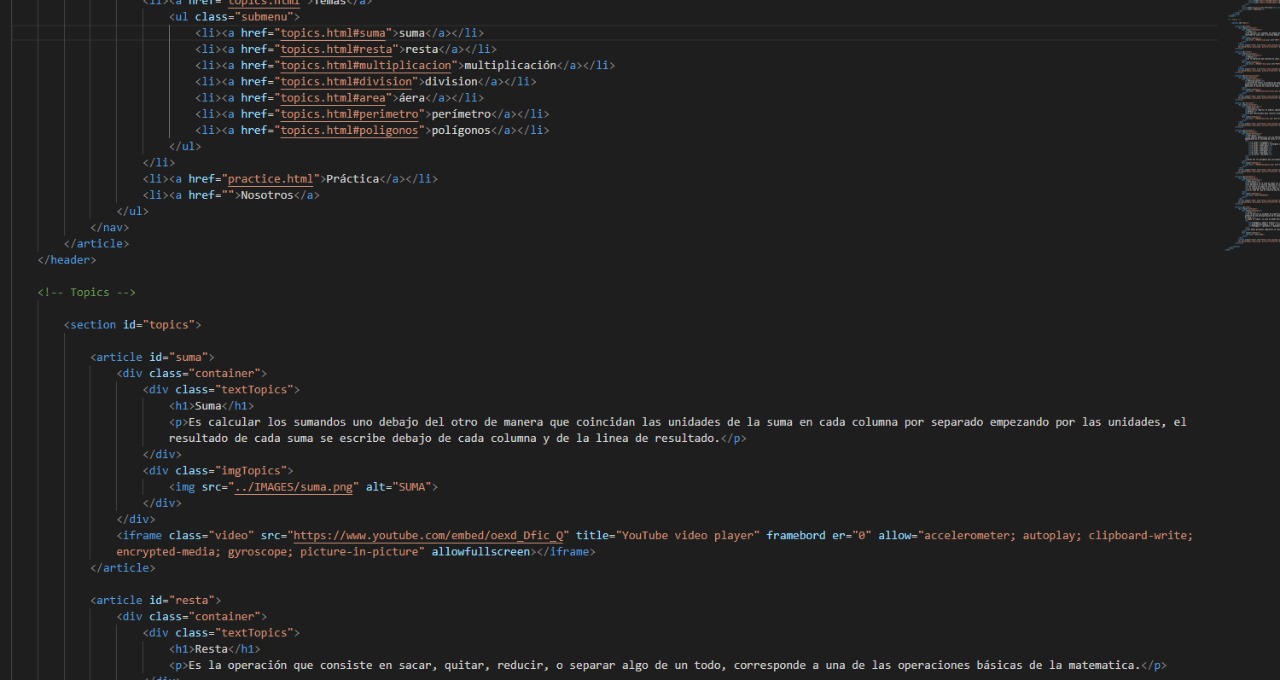 <li><a href="topics.html">Temas</a>
<ul class="submenu">
<li><a href="topics.html#suma">suma</a></li>
<li><a href="topics.html#resta">resta</a></li>
<li><a href="topics.html#multiplicacion">multiplicación</a></li>
<li><a href="topics.html#division">division</a></li>
<li><a href="topics.html#area">áera</a></li>
<li><a href="topics.html#perimetro">perímetro</a></li>
<li><a href="topics.html#poligonos">polígonos</a></li>
</ul>
</li>
<li><a href="practice.html">Práctica</a></li>
<li><a href="">Nosotros</a>
</ul>
</nav>
</article>
</header>
<!-- Topics -->
<section id="topics">
<article id="suma">
<div class="container">
<div class="textTopics">
<h1>Suma</h1>
<p>Es calcular los sumandos uno debajo del otro de manera que coincidan las unidades de la suma en cada columna por separado empezando por las unidades, el
resultado de cada suma se escribe debajo de cada columna y de la linea de resultado.</p>
</div>
<div class="imgTopics">
<img src="../IMAGES/suma.png" alt="SUMA">
</div>
</div>
<iframe class="video" src="https://www.youtube.com/embed/oexd_Dfic_Q" title="YouTube video player" framebord er="0" allow="accelerometer; autoplay; clipboard-write;
encrypted-media; gyroscope; picture-in-picture" allowfullscreen></iframe>
</article>
<article id="resta">
<div class="container">
<div class="textTopics">
<h1>Resta</h1>
<p>Es la operación que consiste en sacar, quitar, reducir, o separar algo de un todo, corresponde a una de las operaciones básicas de la matematica.</p>
</div>